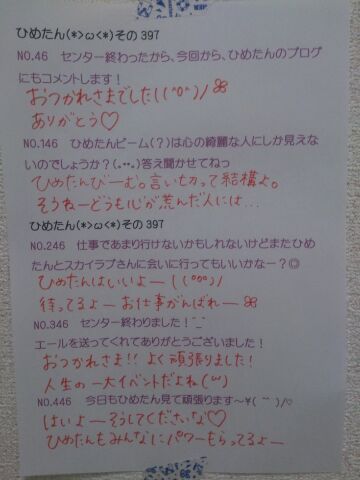 ひめたん(*>ω<*)その 397
NO.46 センター終わったから、今回から、ひめたんのブログ
にもコメントします！
おつかれさまでした(^o^)/
ありがとう♡
NO.146 ひめたんビーム(？)は心の綺麗な人にしか見えな
いのでしょうか？(｡･･｡)答え聞かせてねっ
ひめたんびーむ。言い切って結構よ。
そうねーどうも心が荒んだ人には…
ひめたん(*>ω<*)その 397
NO.246 仕事であまり行けないかもしれないけどまたひめ
たんとスカイラブさんに会いに行ってもいいかなー？◎
ひめたんはいいよー
待ってるよーお仕事がんばれー
NO.346 センター終わりました！^_^
エールを送ってくれてありがとうございました！
おつかれさま!! よく頑張りました！
人生の一大イベントだよね(˘ω˘)
NO.446 今日もひめたん見て頑張ります～¥( ˘ ˘ )/♡
はいよーそうしてくださいな♡
ひめたんもみんなにパワーもらってるよー